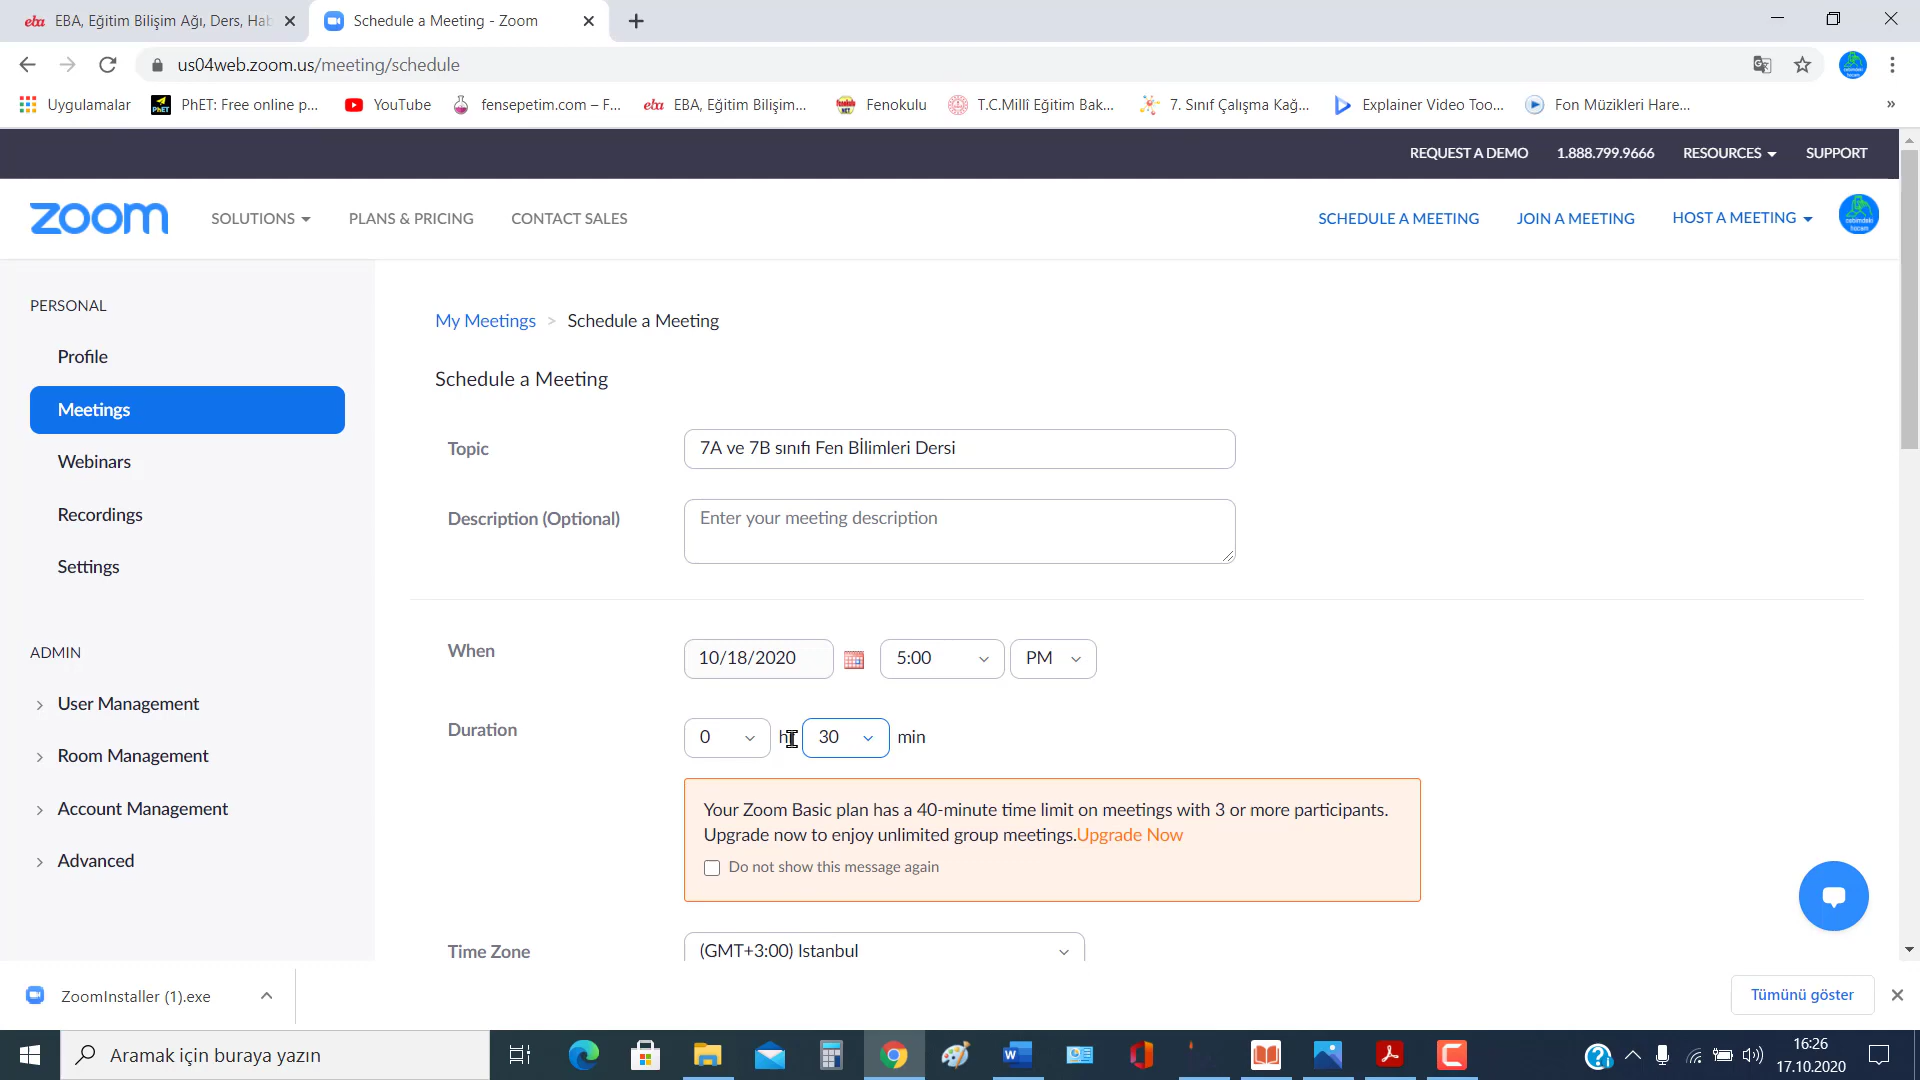 eba EBA, Eğitim Bilişim Ağı, Ders, Hab
Schedule a Meeting - Zoom
us04web.zoom.us/meeting/schedule
Uygulamalar
PhET: Free online p...
YouTube
fensepetim.com – F...
eba EBA, Eğitim Bilişim...
Fenokulu
T.C.Millî Eğitim Bak...
7. Sınıf Çalışma Kağ...
Explainer Video Too...
Fon Müzikleri Hare...
»
REQUEST A DEMO
1.888.799.9666
RESOURCES
SUPPORT
zoom
SOLUTIONS
PLANS & PRICING
CONTACT SALES
SCHEDULE A MEETING
JOIN A MEETING
HOST A MEETING
PERSONAL
Profile
Meetings
Webinars
Recordings
Settings
ADMIN
User Management
Room Management
Account Management
Advanced
My Meetings > Schedule a Meeting
Schedule a Meeting
Topic
7A ve 7B sınıfı Fen Bİlimleri Dersi
Description (Optional)
Enter your meeting description
When
10/18/2020
5:00
PM
Duration
0
30
min
Your Zoom Basic plan has a 40-minute time limit on meetings with 3 or more participants.
Upgrade now to enjoy unlimited group meetings.Upgrade Now
Do not show this message again
Time Zone
(GMT+3:00) Istanbul
ZoomInstaller (1).exe
Tümünü göster
Aramak için buraya yazın
16:26
17.10.2020